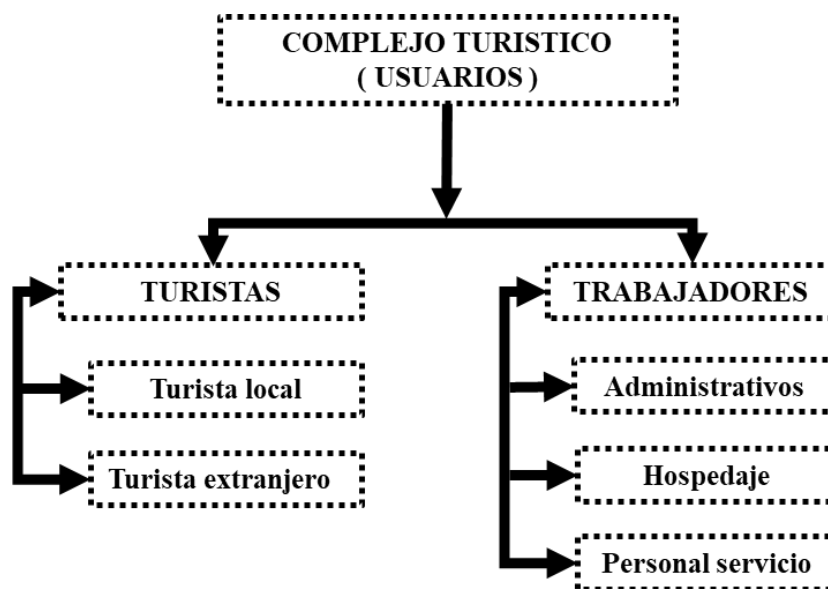 COMPLEJO TURISTICO
( USUARIOS )
TURISTAS
Turista local
Turista extranjero
TRABAJADORES
Administrativos
Hospedaje
Personal servicio